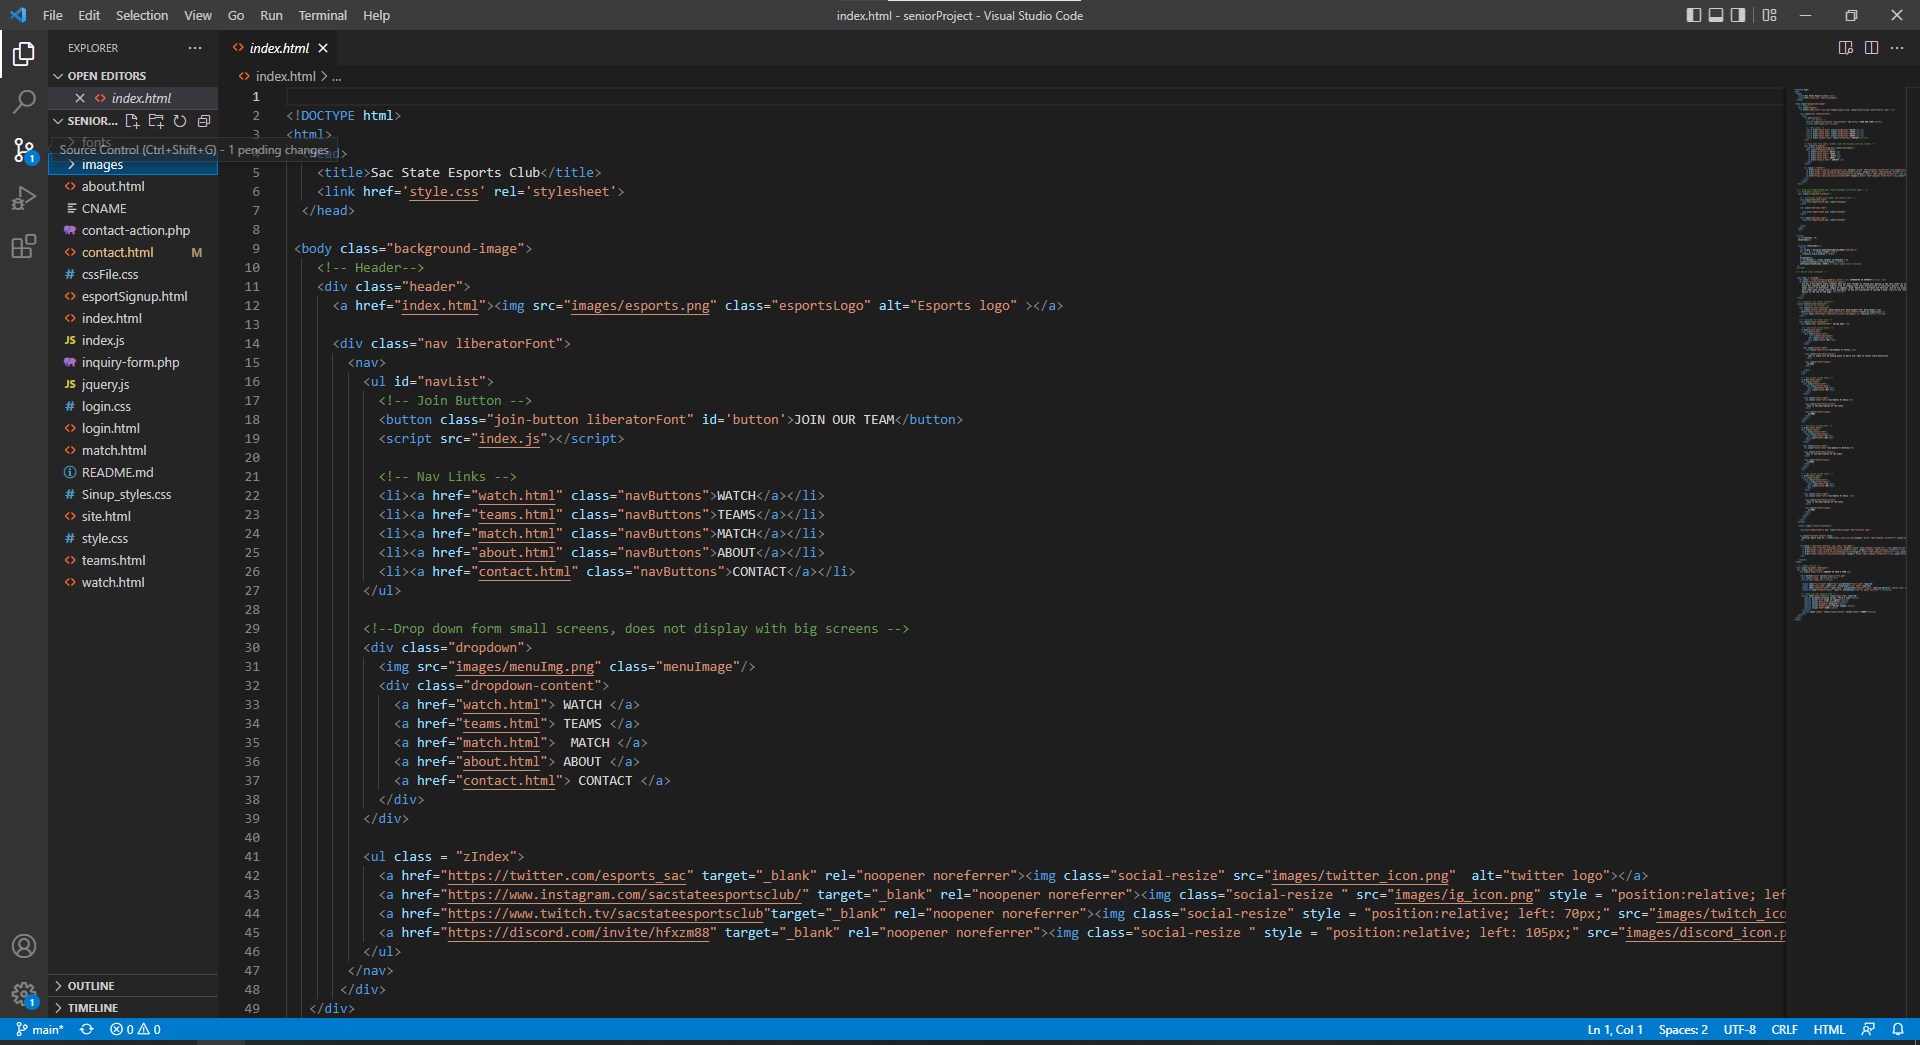 File Edit Selection View Go Run Terminal Help
index.html - seniorProject - Visual Studio Code
EXPLORER
OPEN EDITORS
index.html
SENIOR...
fonts
Source Control (Ctrl+Shift+G) - 1 pending changes
images
about.html
CNAME
contact-action.php
contact.html M
cssFile.css
esportSignup.html
index.html
index.js
inquiry-form.php
jquery.js
login.css
login.html
match.html
README.md
Sinup_styles.css
site.html
style.css
teams.html
watch.html
OUTLINE
TIMELINE
1
1
index.html
index.html > ...
1
2 <!DOCTYPE html>
3 <html>
4 <head>
5 <title>Sac State Esports Club</title>
6 <link href='style.css' rel='stylesheet'>
7 </head>
8
9 <body class="background-image">
10 <!-- Header-->
11 <div class="header">
12 <a href="index.html"><img src="images/esports.png" class="esportsLogo" alt="Esports logo" ></a>
13
14 <div class="nav liberatorFont">
15 <nav>
16 <ul id="navList">
17 <!-- Join Button -->
18 <button class="join-button liberatorFont" id='button'>JOIN OUR TEAM</button>
19 <script src="index.js"></script>
20
21 <!-- Nav Links -->
22 <li><a href="watch.html" class="navButtons">WATCH</a></li>
23 <li><a href="teams.html" class="navButtons">TEAMS</a></li>
24 <li><a href="match.html" class="navButtons">MATCH</a></li>
25 <li><a href="about.html" class="navButtons">ABOUT</a></li>
26 <li><a href="contact.html" class="navButtons">CONTACT</a></li>
27 </ul>
28
29 <!--Drop down form small screens, does not display with big screens -->
30 <div class="dropdown">
31 <img src="images/menuImg.png" class="menuImage"/>
32 <div class="dropdown-content">
33 <a href="watch.html"> WATCH </a>
34 <a href="teams.html"> TEAMS </a>
35 <a href="match.html">  MATCH </a>
36 <a href="about.html"> ABOUT </a>
37 <a href="contact.html"> CONTACT </a>
38 </div>
39 </div>
40
41 <ul class = "zIndex">
42 <a href="https://twitter.com/esports_sac" target="_blank" rel="noopener noreferrer"><img class="social-resize" src="images/twitter_icon.png"  alt="twitter logo"></a>
43 <a href="https://www.instagram.com/sacstateesportsclub/" target="_blank" rel="noopener noreferrer"><img class="social-resize " src="images/ig_icon.png" style = "position:relative; lef
44 <a href="https://www.twitch.tv/sacstateesportsclub"target="_blank" rel="noopener noreferrer"><img class="social-resize" style = "position:relative; left: 70px;" src="images/twitch_ico
45 <a href="https://discord.com/invite/hfxzm88" target="_blank" rel="noopener noreferrer"><img class="social-resize " style = "position:relative; left: 105px;" src="images/discord_icon.p
46 </ul>
47 </nav>
48 </div>
49 </div>
main* 0 0
Ln 1, Col 1 Spaces: 2 UTF-8 CRLF HTML